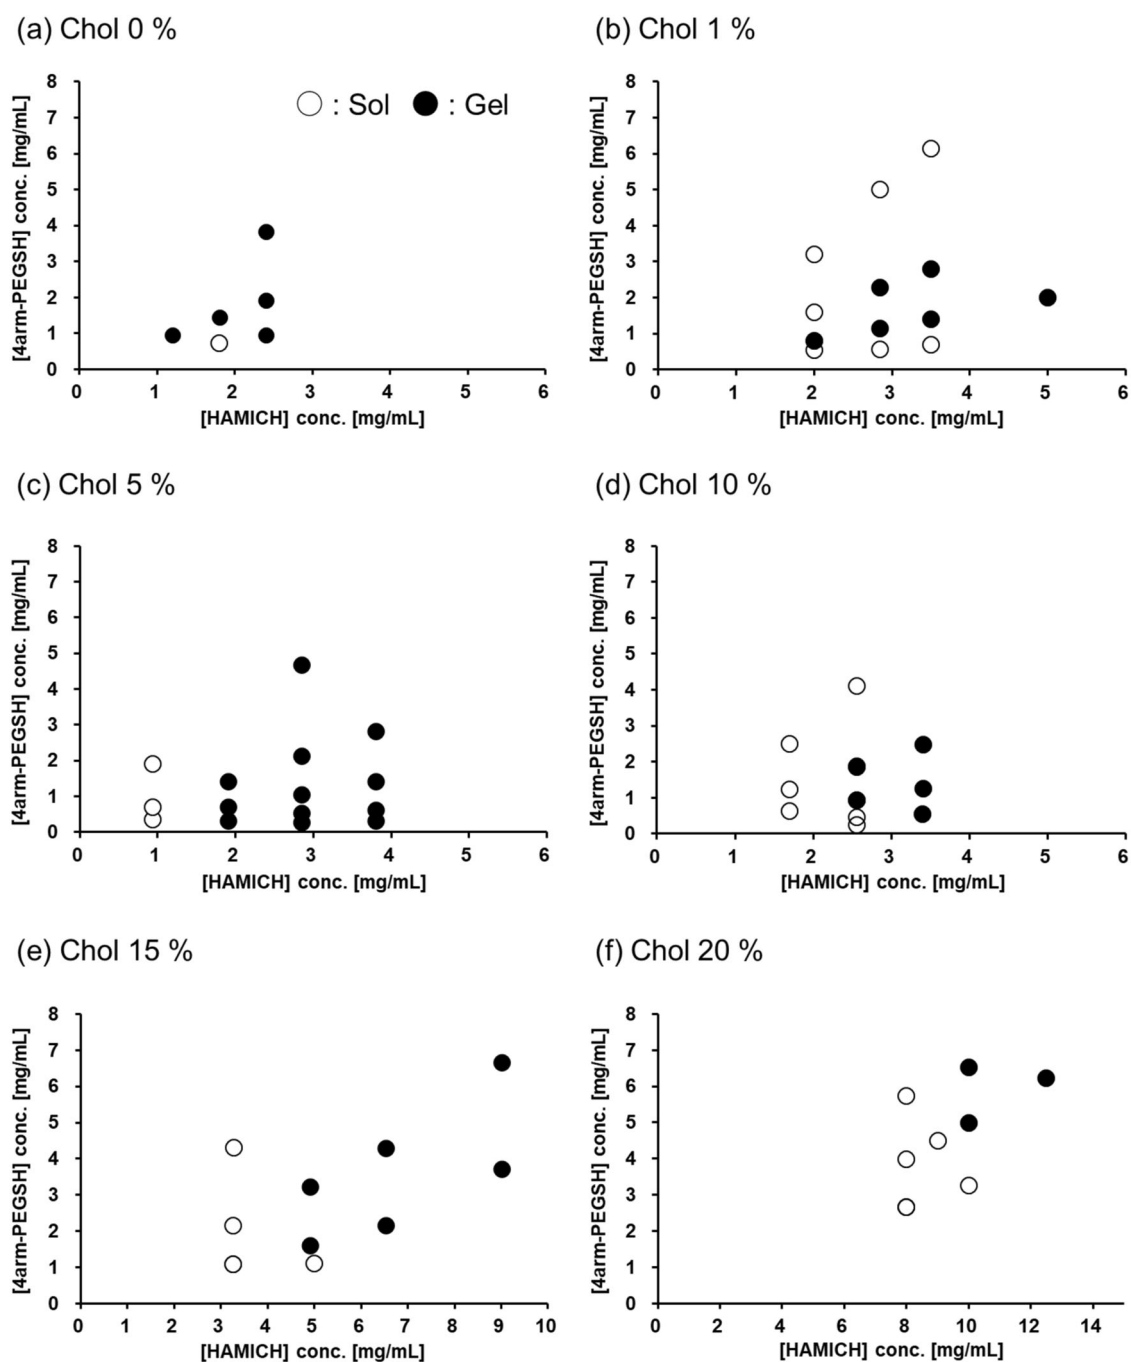 (a) Chol 0 %
[4arm-PEGSH] conc. [mg/mL]
8
7
6
5
4
3
2
1
0
: Sol : Gel
0 1 2 3 4 5 6
[HAMICH] conc. [mg/mL]
(b) Chol 1 %
[4arm-PEGSH] conc. [mg/mL]
8
7
6
5
4
3
2
1
0
0 1 2 3 4 5 6
[HAMICH] conc. [mg/mL]
(c) Chol 5 %
[4arm-PEGSH] conc. [mg/mL]
8
7
6
5
4
3
2
1
0
0 1 2 3 4 5 6
[HAMICH] conc. [mg/mL]
(d) Chol 10 %
[4arm-PEGSH] conc. [mg/mL]
8
7
6
5
4
3
2
1
0
0 1 2 3 4 5 6
[HAMICH] conc. [mg/mL]
(e) Chol 15 %
[4arm-PEGSH] conc. [mg/mL]
8
7
6
5
4
3
2
1
0
0 1 2 3 4 5 6 7 8 9 10
[HAMICH] conc. [mg/mL]
(f) Chol 20 %
[4arm-PEGSH] conc. [mg/mL]
8
7
6
5
4
3
2
1
0
0 2 4 6 8 10 12 14
[HAMICH] conc. [mg/mL]